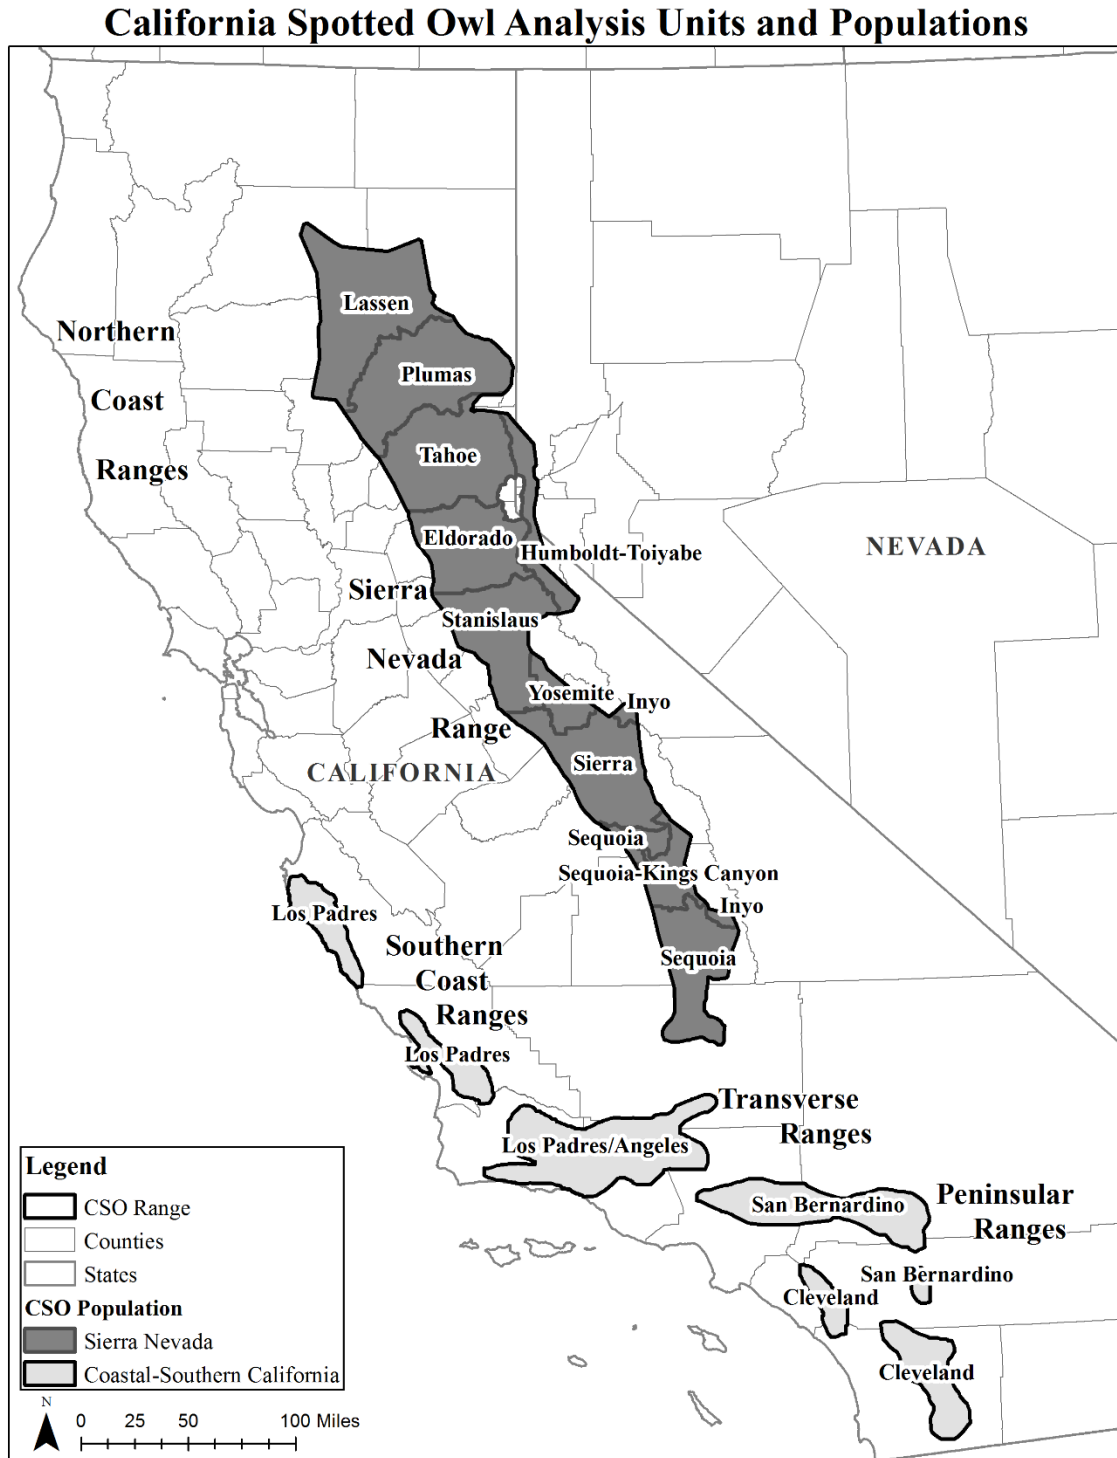 California Spotted Owl Analysis Units and Populations
Lassen
Northern
Plumas
Coast
Tahoe
Ranges
Eldorado
Humboldt-Toiyabe
NEVADA
Sierra
Stanislaus
Nevada
Yosemite
Inyo
Range
Sierra
CALIFORNIA
Sequoia
Sequoia-Kings Canyon
Inyo
Los Padres
Southern
Coast
Ranges
Sequoia
Los Padres
Transverse
Ranges
Los Padres/Angeles
San Bernardino
Peninsular
Ranges
San Bernardino
Cleveland
Cleveland
Legend
CSO Range
Counties
States
CSO Population
Sierra Nevada
Coastal-Southern California
N
0 25 50 100 Miles